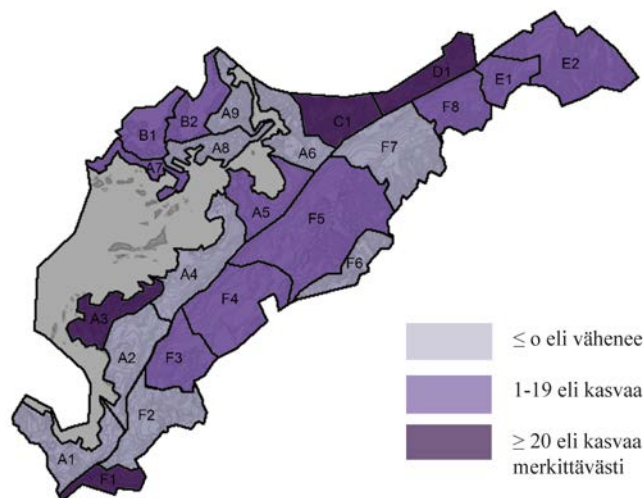 D1
E2
E1
A9
B2
C1
F8
B1
A8
A6
F7
A7
A5
F5
A4
F6
F4
A3
≤ o eli vähenee
A2
F3
1-19 eli kasvaa
F2
≥ 20 eli kasvaa
merkittävästi
A1
F1